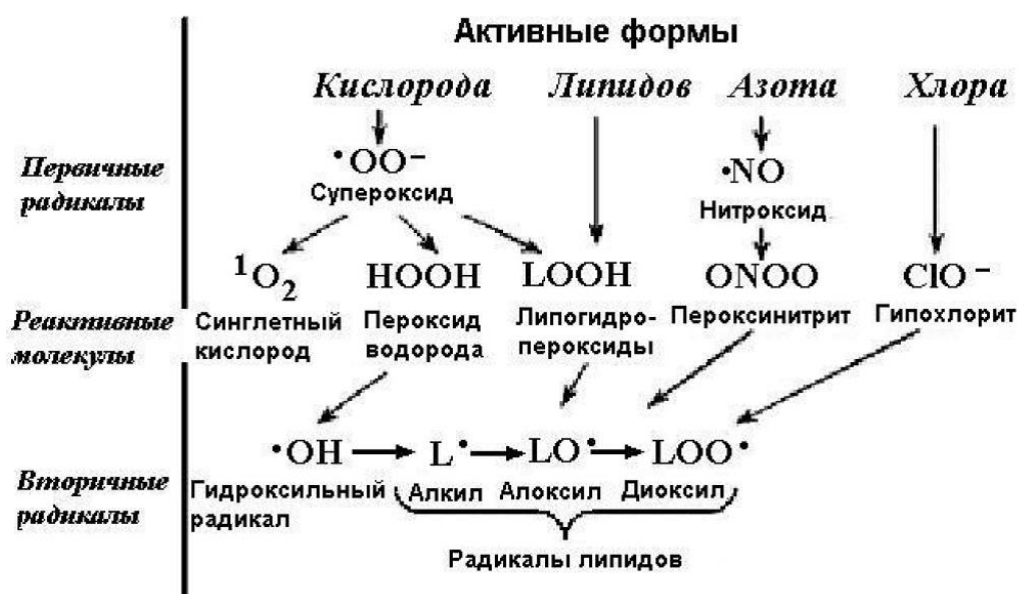 Активные формы
Кислорода Липидов Азота Хлора
Первичные
радикалы
•OO⁻
Супероксид
•NO
Нитроксид
Реактивные
молекулы
¹O₂ HOOH LOOH ONOO ClO⁻
Синглетный
кислород
Пероксид
водорода
Липогидро-
пероксиды
Пероксинитрит
Гипохлорит
Вторичные
радикалы
•OH L• LO• LOO•
Гидроксильный
радикал
Алкил Алоксил Диоксил
Радикалы липидов